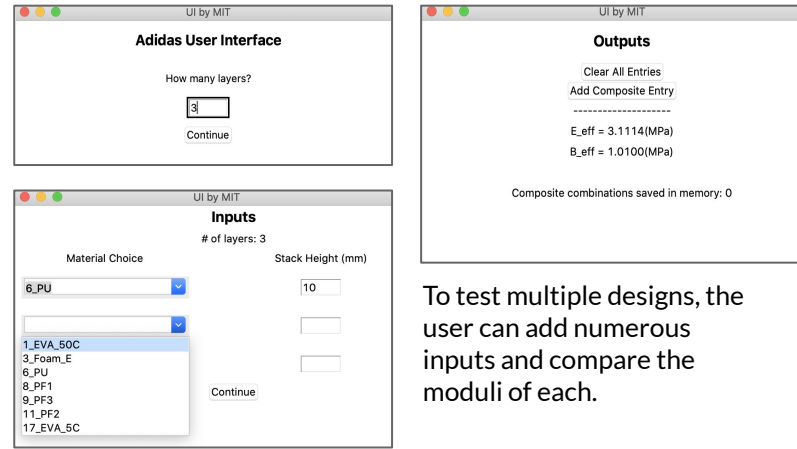 UI by MIT
Adidas User Interface
How many layers?
3
Continue
UI by MIT
Inputs
# of layers: 3
Material Choice Stack Height (mm)
6_PU 10
1_EVA_50C
3_Foam_E
6_PU
8_PF1
9_PF3
11_PF2
17_EVA_5C
Continue
UI by MIT
Outputs
Clear All Entries
Add Composite Entry
--------------------
E_eff = 3.1114(MPa)
B_eff = 1.0100(MPa)
Composite combinations saved in memory: 0
To test multiple designs, the
user can add numerous
inputs and compare the
moduli of each.